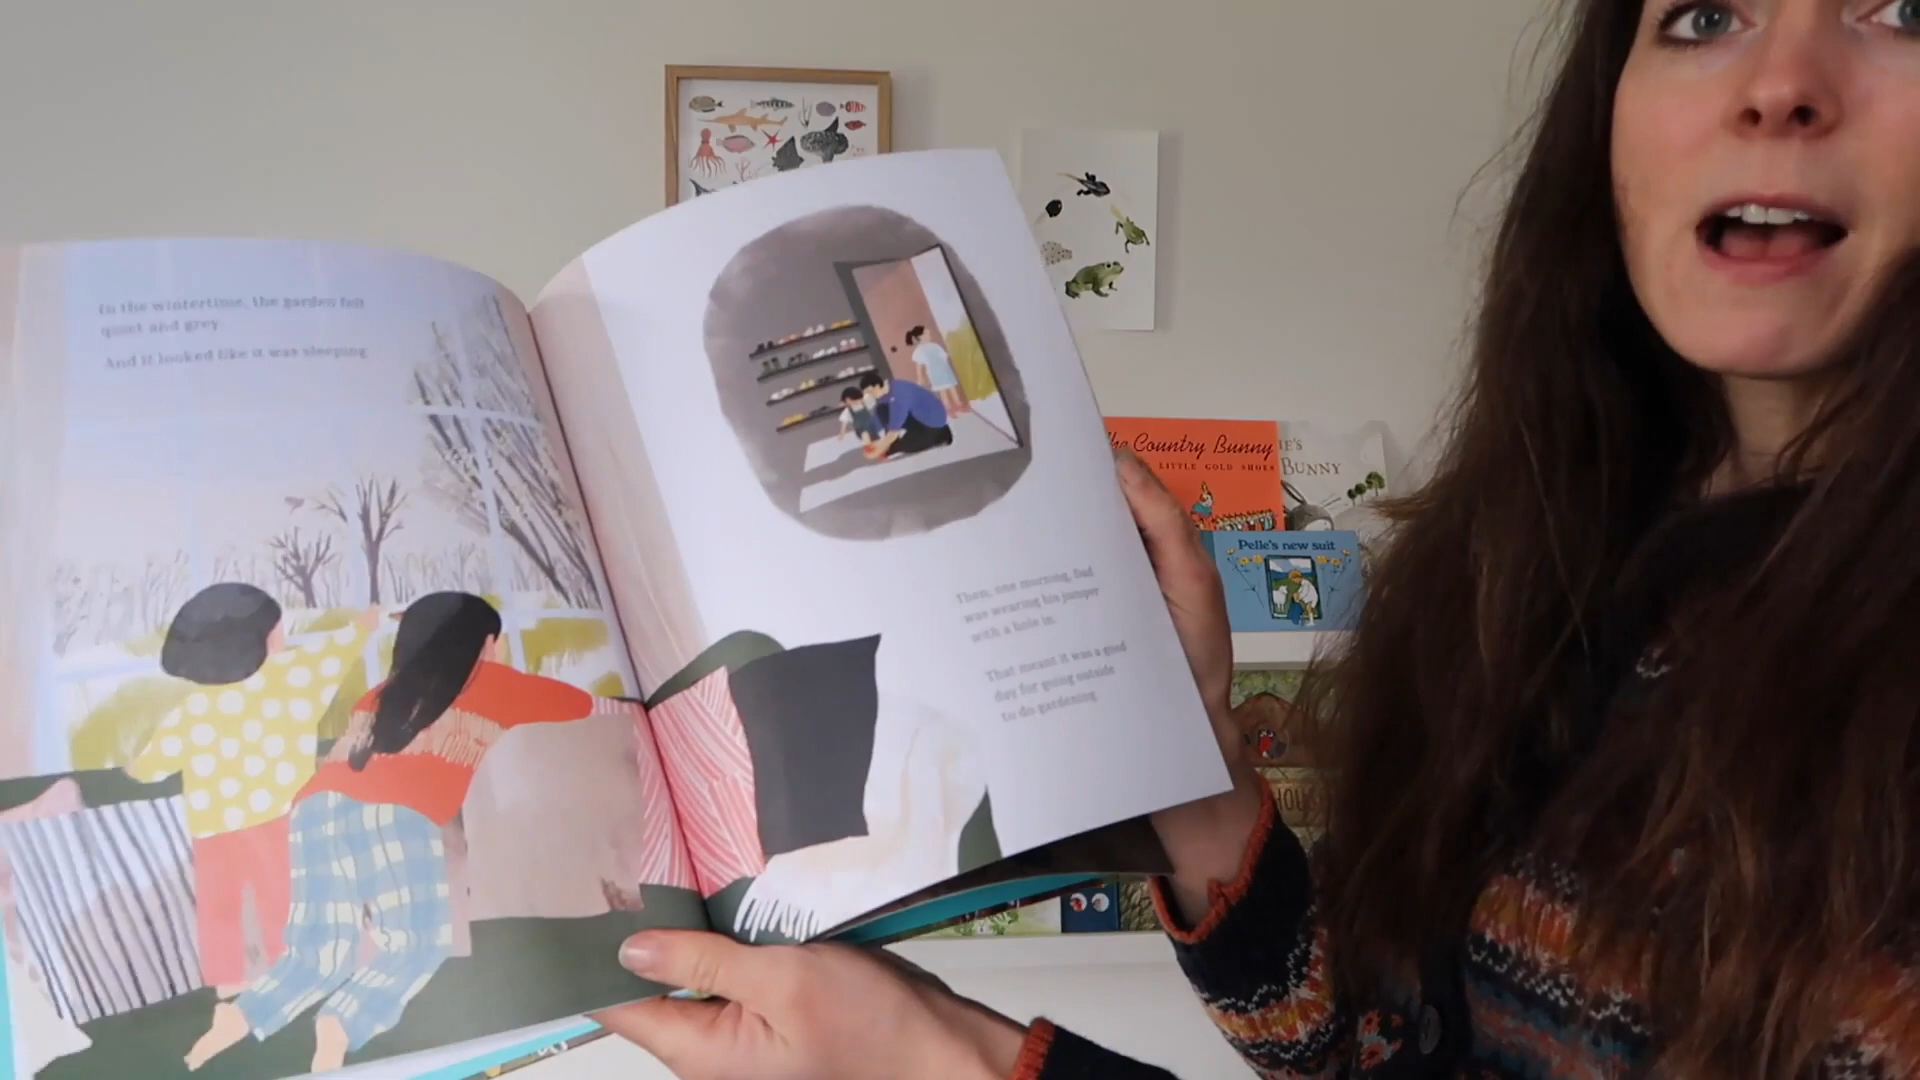 In the wintertime, the garden felt
quiet and grey.
And it looked like it was sleeping.
Then, one morning, Dad
was wearing his jumper
with a hole in.
That meant it was a good
day for going outside
to do gardening.
The Country Bunny
LITTLE GOLD SHOES
IE'S
BUNNY
Pelle's new suit